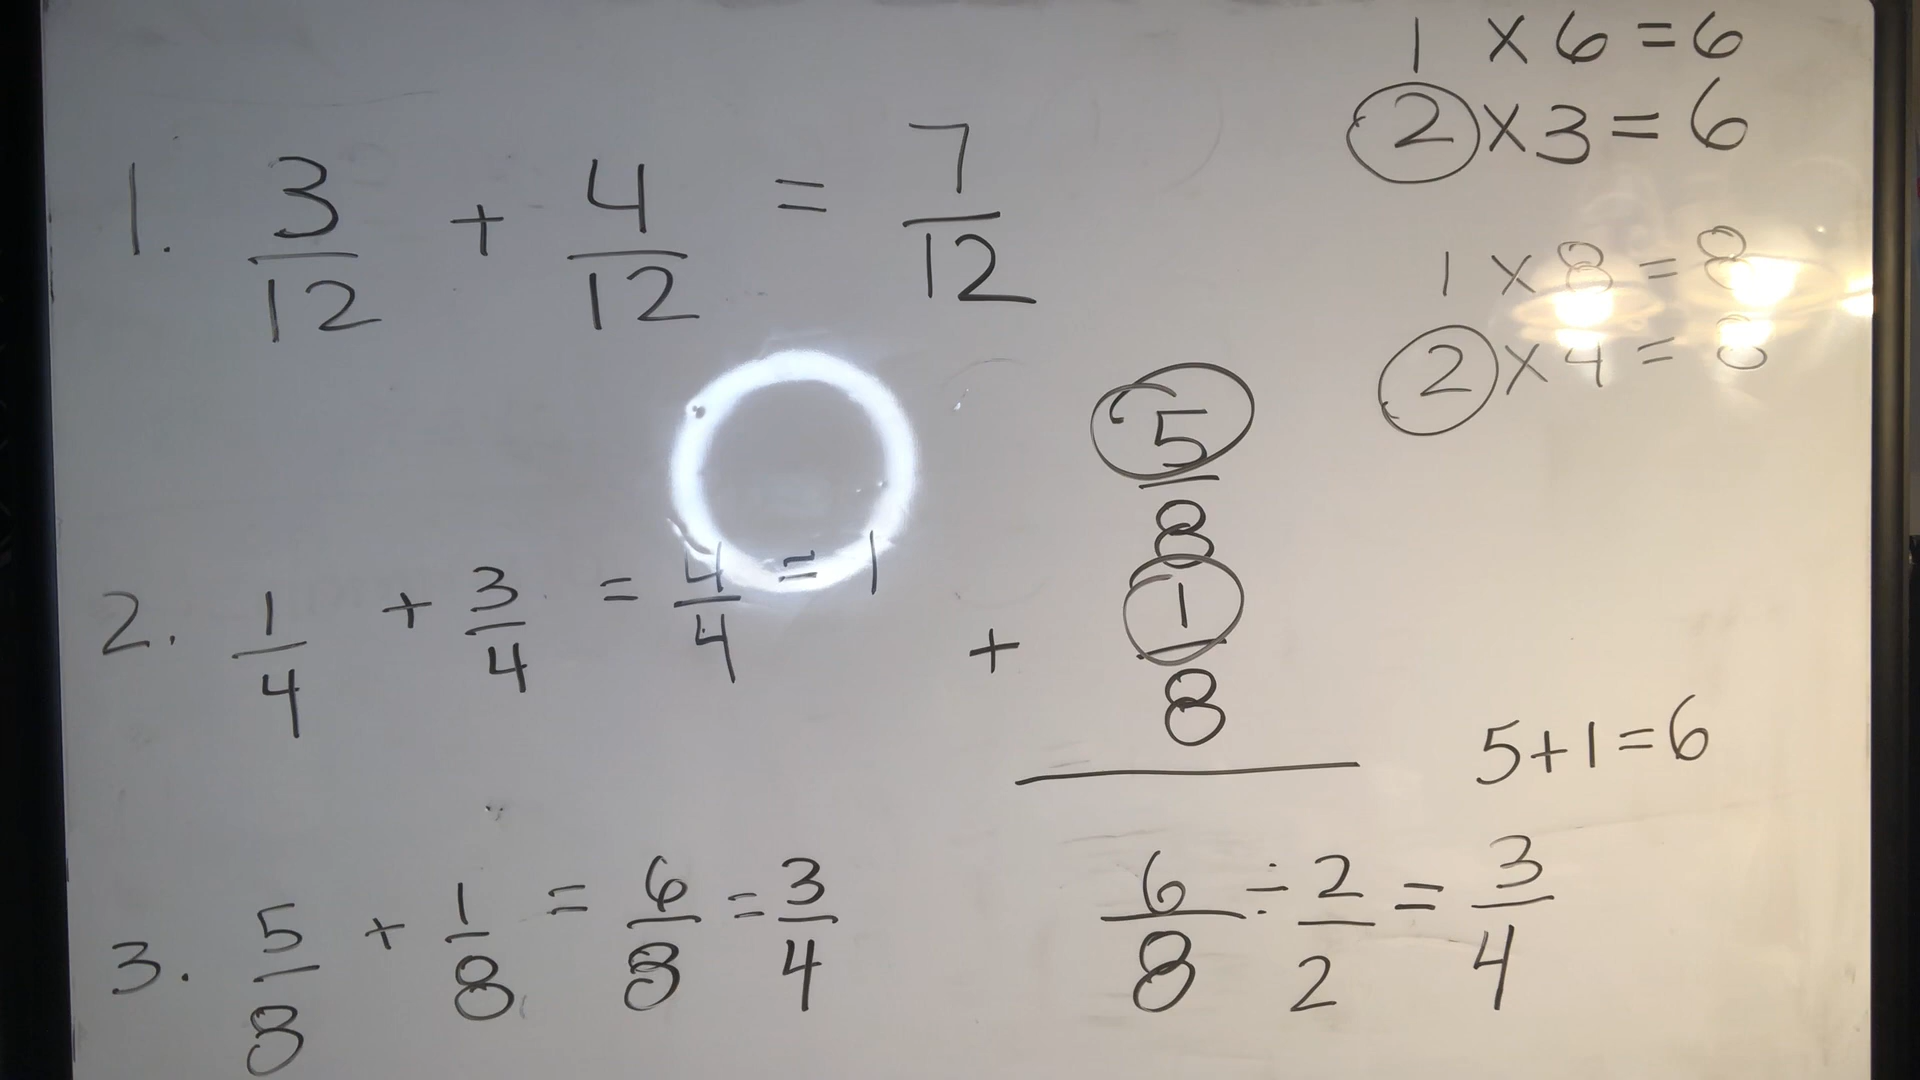 1. 3/12 + 4/12 = 7/12
2. 1/4 + 3/4 = 4/4 = 1
3. 5/8 + 1/8 = 6/8 = 3/4
1 × 6 = 6
2 × 3 = 6
1 × 8 = 8
2 × 4 = 8
5/8
+ 1/8
5+1=6
6/8 ÷ 2/2 = 3/4